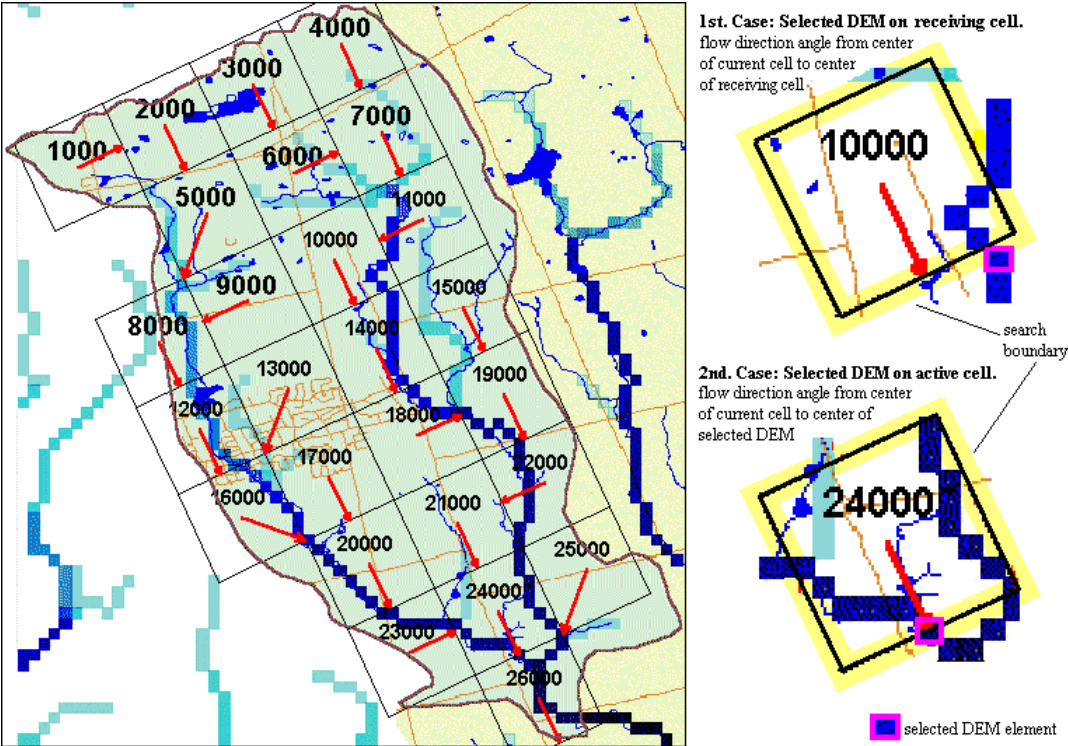 4000
3000
2000
7000
1000
6000
5000
11000
10000
9000
15000
8000
14000
13000
19000
12000
18000
17000
22000
16000
21000
20000
25000
24000
23000
26000
1st. Case: Selected DEM on receiving cell.
flow direction angle from center
of current cell to center
of receiving cell
10000
search
boundary
2nd. Case: Selected DEM on active cell.
flow direction angle from center
of current cell to center of
selected DEM
24000
selected DEM element